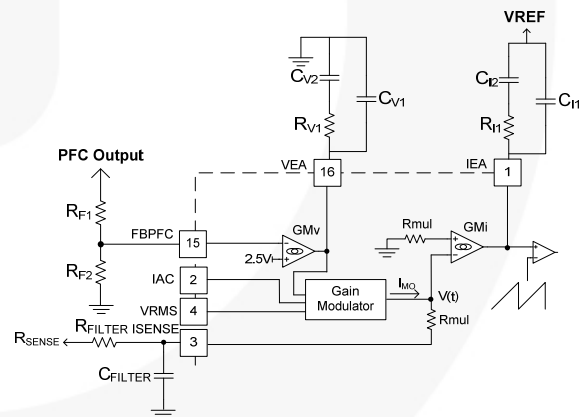 VREF
CV2
CV1
CI2
CI1
RV1
RI1
PFC Output
VEA
16
IEA
1
RF1
FBPFC
15
GMv
Rmul
GMi
2.5V
RF2
IAC
2
Gain
Modulator
IMO
V(t)
VRMS
4
Rmul
RSENSE
RFILTER
ISENSE
3
CFILTER